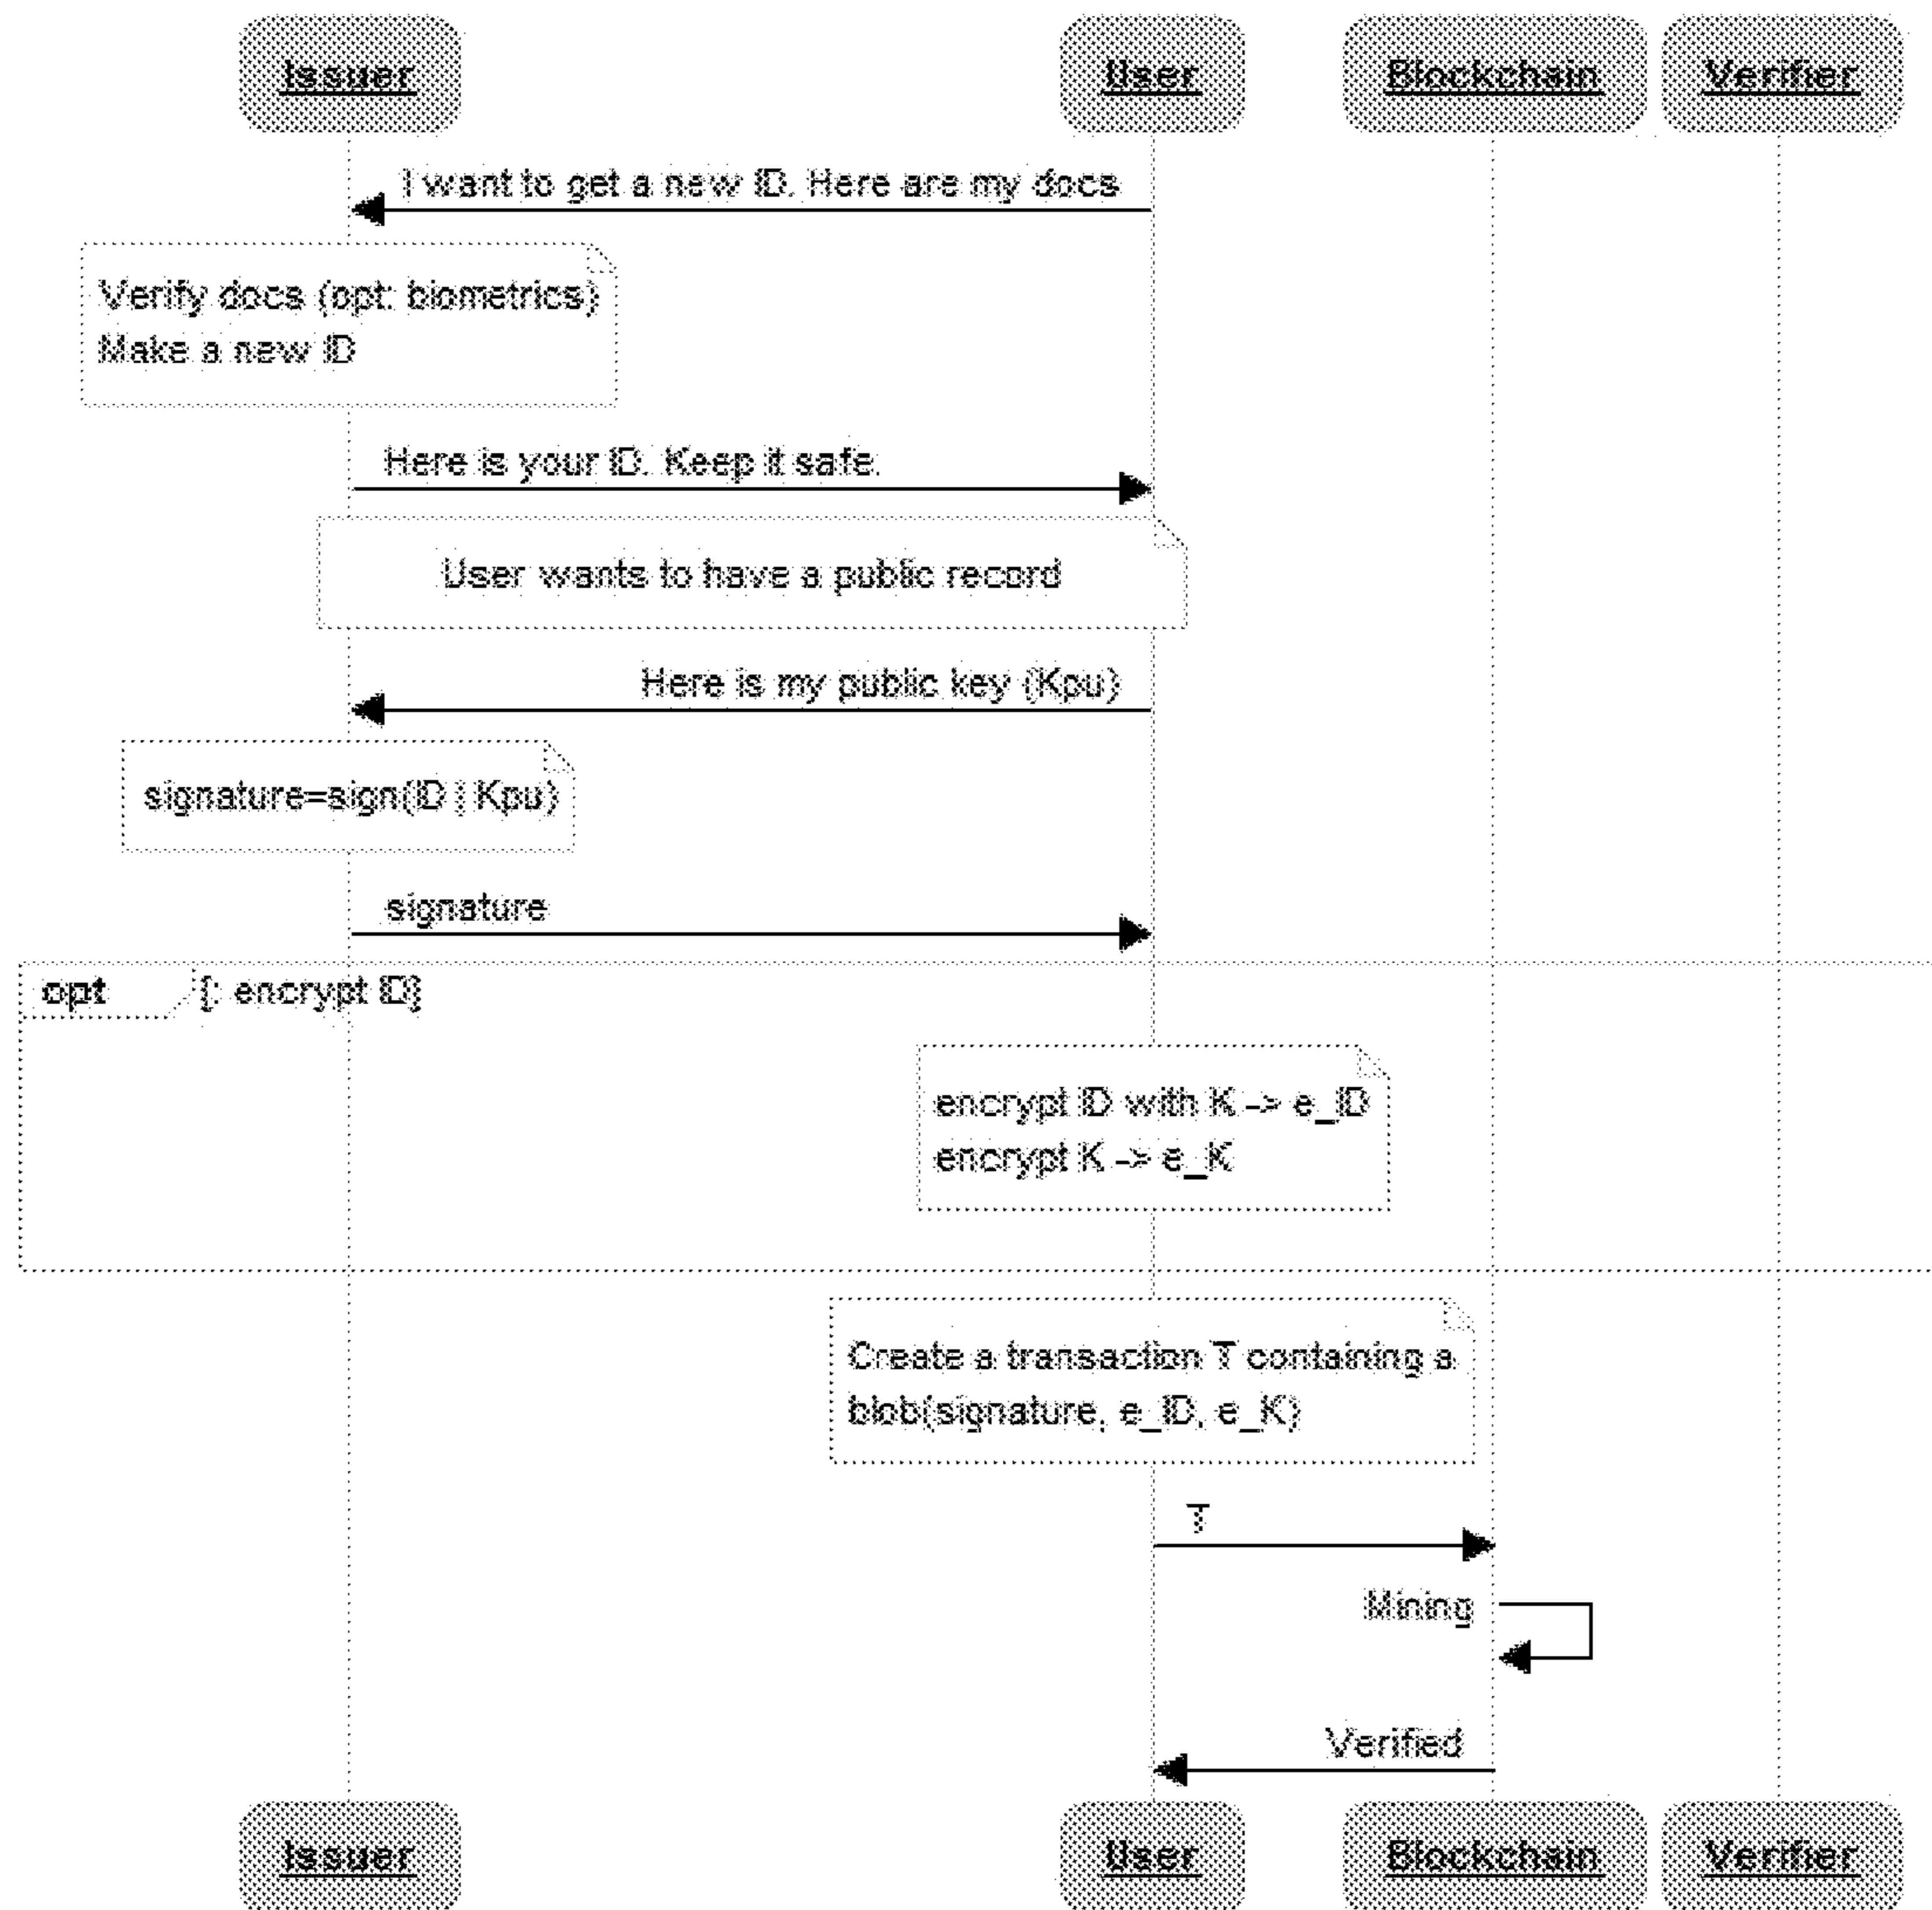 Issuer User Blockchain Verifier
I want to get a new ID. Here are my docs
Verify docs (opt: biometrics)
Make a new ID
Here is your ID. Keep it safe.
User wants to have a public record
Here is my public key (Kpu)
signature=sign(ID | Kpu)
signature
opt [: encrypt ID]
encrypt ID with K -> e_ID
encrypt K -> e_K
Create a transaction T containing a
blob(signature, e_ID, e_K)
T
Mining
Verified
Issuer User Blockchain Verifier